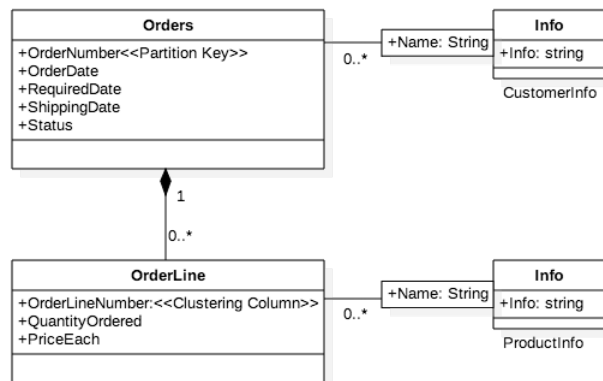 Orders
+OrderNumber<<Partition Key>>
+OrderDate
+RequiredDate
+ShippingDate
+Status
0..*
+Name: String
Info
+Info: string
CustomerInfo
1
0..*
OrderLine
+OrderLineNumber:<<Clustering Column>>
+QuantityOrdered
+PriceEach
0..*
+Name: String
Info
+Info: string
ProductInfo